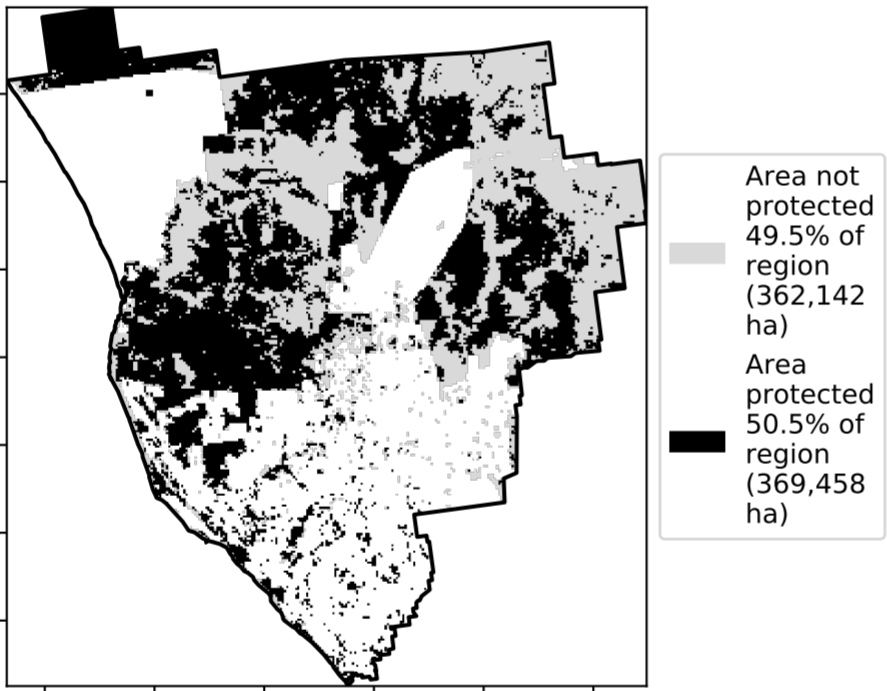 Area not
protected
49.5% of
region
(362,142
ha)
Area
protected
50.5% of
region
(369,458
ha)